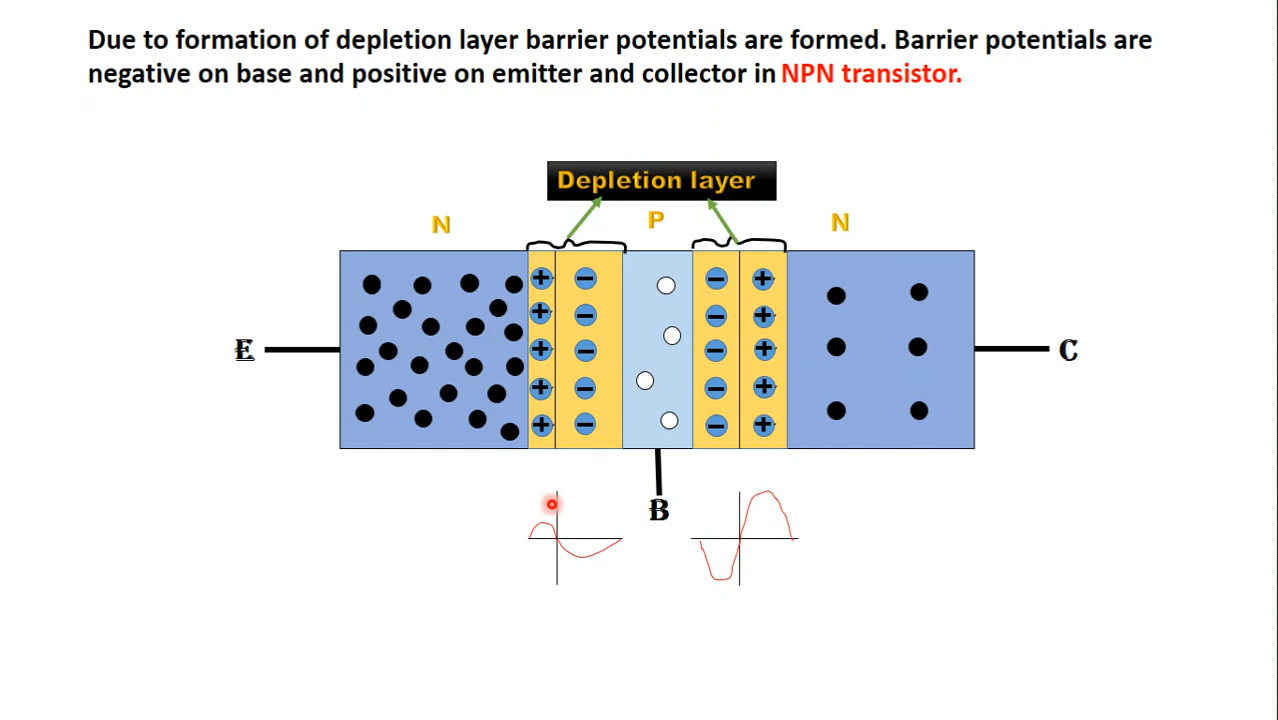 Due to formation of depletion layer barrier potentials are formed. Barrier potentials are
negative on base and positive on emitter and collector in NPN transistor.
Depletion layer
N
P
N
E
C
B